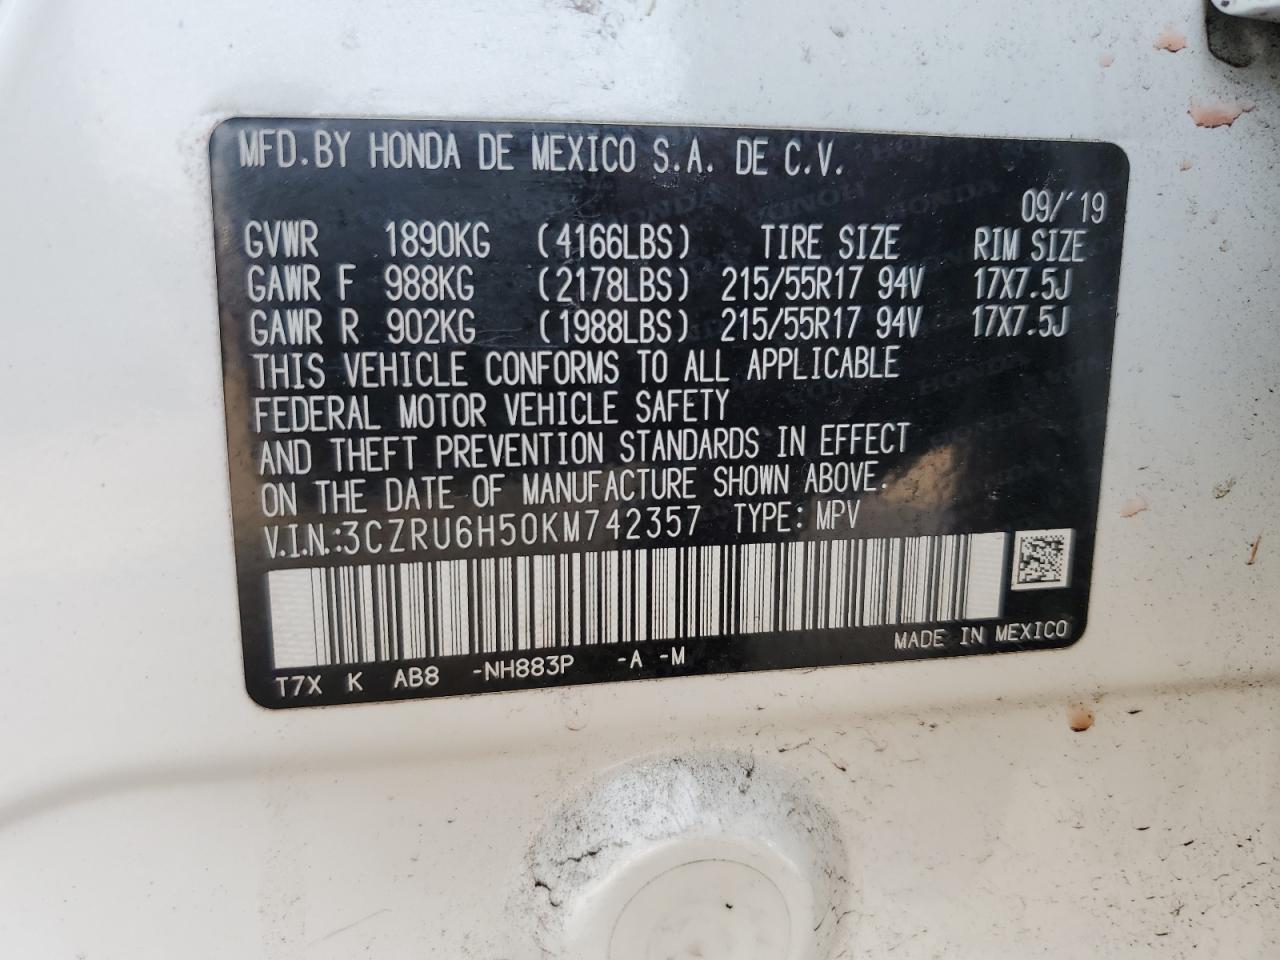 MFD.BY HONDA DE MEXICO S.A. DE C.V.
09/'19
GVWR 1890KG (4166LBS) TIRE SIZE RIM SIZE
GAWR F 988KG (2178LBS) 215/55R17 94V 17X7.5J
GAWR R 902KG (1988LBS) 215/55R17 94V 17X7.5J
THIS VEHICLE CONFORMS TO ALL APPLICABLE
FEDERAL MOTOR VEHICLE SAFETY
AND THEFT PREVENTION STANDARDS IN EFFECT
ON THE DATE OF MANUFACTURE SHOWN ABOVE.
V.I.N.:3CZRU6H50KM742357 TYPE: MPV
MADE IN MEXICO
T7X K AB8 -NH883P -A -M